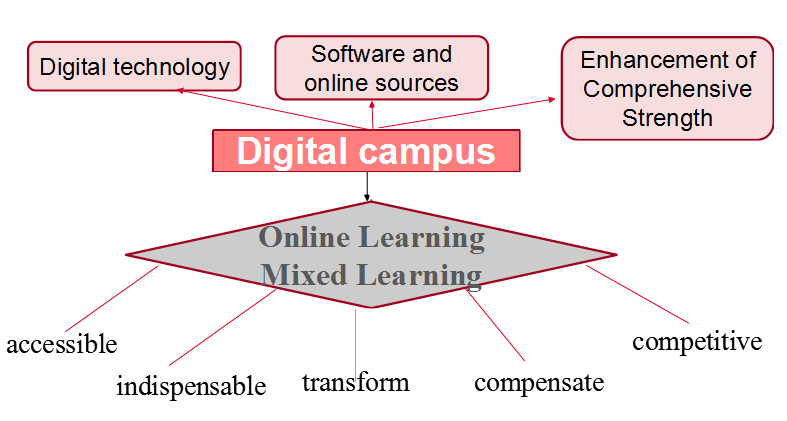 Digital technology
Software and
online sources
Enhancement of
Comprehensive
Strength
Digital campus
Online Learning
Mixed Learning
accessible
indispensable
transform
compensate
competitive